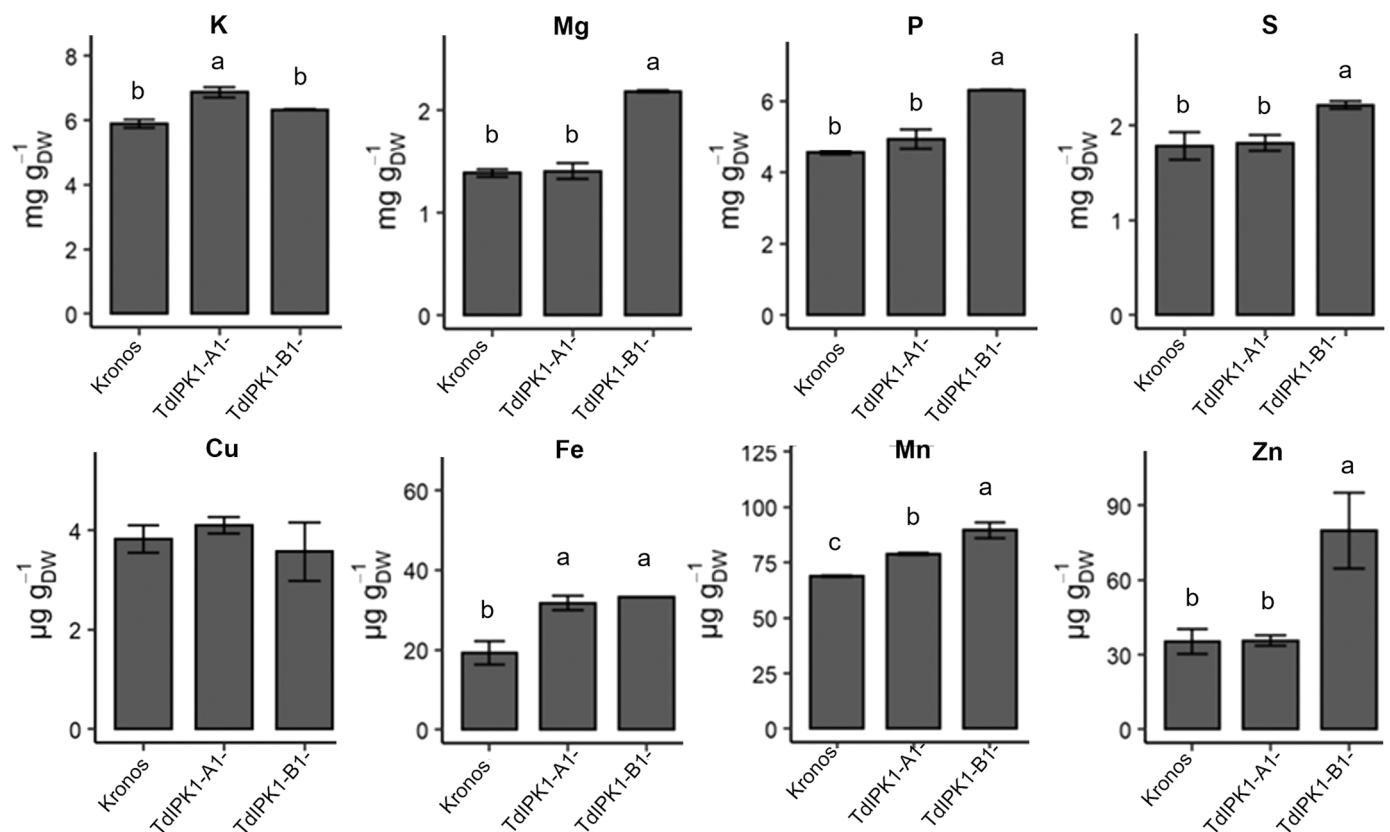 K
8
6
4
2
0
mg g⁻¹DW
b
a
b
Kronos
TdIPK1-A1-
TdIPK1-B1-
Mg
2
1
0
mg g⁻¹DW
b
b
a
Kronos
TdIPK1-A1-
TdIPK1-B1-
P
6
4
2
0
mg g⁻¹DW
b
b
a
Kronos
TdIPK1-A1-
TdIPK1-B1-
S
2
1
0
mg g⁻¹DW
b
b
a
Kronos
TdIPK1-A1-
TdIPK1-B1-
Cu
4
2
0
µg g⁻¹DW
Kronos
TdIPK1-A1-
TdIPK1-B1-
Fe
60
40
20
0
µg g⁻¹DW
b
a
a
Kronos
TdIPK1-A1-
TdIPK1-B1-
Mn
125
100
75
50
25
0
µg g⁻¹DW
c
b
a
Kronos
TdIPK1-A1-
TdIPK1-B1-
Zn
90
60
30
0
µg g⁻¹DW
b
b
a
Kronos
TdIPK1-A1-
TdIPK1-B1-